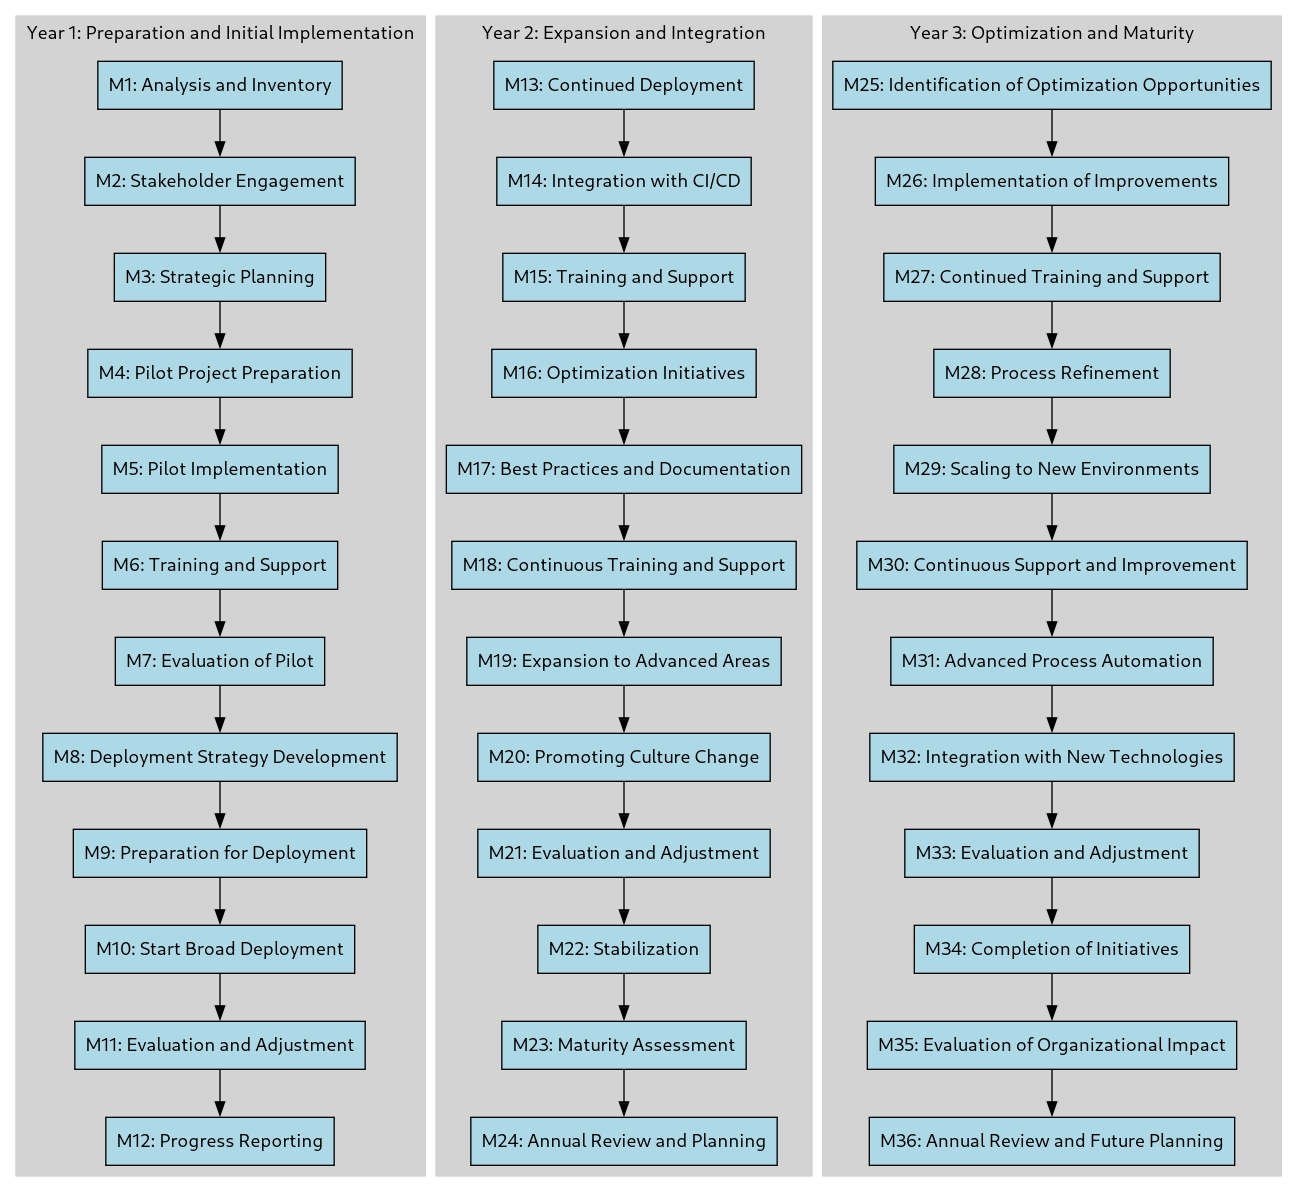 Year 1: Preparation and Initial Implementation
M1: Analysis and Inventory
M2: Stakeholder Engagement
M3: Strategic Planning
M4: Pilot Project Preparation
M5: Pilot Implementation
M6: Training and Support
M7: Evaluation of Pilot
M8: Deployment Strategy Development
M9: Preparation for Deployment
M10: Start Broad Deployment
M11: Evaluation and Adjustment
M12: Progress Reporting
Year 2: Expansion and Integration
M13: Continued Deployment
M14: Integration with CI/CD
M15: Training and Support
M16: Optimization Initiatives
M17: Best Practices and Documentation
M18: Continuous Training and Support
M19: Expansion to Advanced Areas
M20: Promoting Culture Change
M21: Evaluation and Adjustment
M22: Stabilization
M23: Maturity Assessment
M24: Annual Review and Planning
Year 3: Optimization and Maturity
M25: Identification of Optimization Opportunities
M26: Implementation of Improvements
M27: Continued Training and Support
M28: Process Refinement
M29: Scaling to New Environments
M30: Continuous Support and Improvement
M31: Advanced Process Automation
M32: Integration with New Technologies
M33: Evaluation and Adjustment
M34: Completion of Initiatives
M35: Evaluation of Organizational Impact
M36: Annual Review and Future Planning